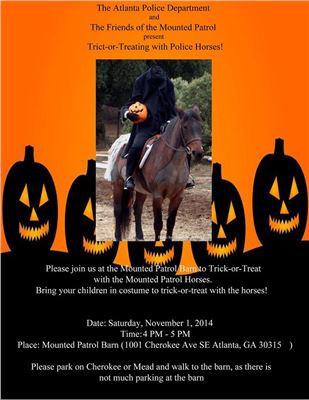 The Atlanta Police Department
and
The Friends of the Mounted Patrol
present
Trict-or-Treating with Police Horses!
Please join us at the Mounted Patrol Barn to Trick-or-Treat
with the Mounted Patrol Horses.
Bring your children in costume to trick-or-treat with the horses!
Date: Saturday, November 1, 2014
Time: 4 PM - 5 PM
Place: Mounted Patrol Barn (1001 Cherokee Ave SE Atlanta, GA 30315 )
Please park on Cherokee or Mead and walk to the barn, as there is
not much parking at the barn